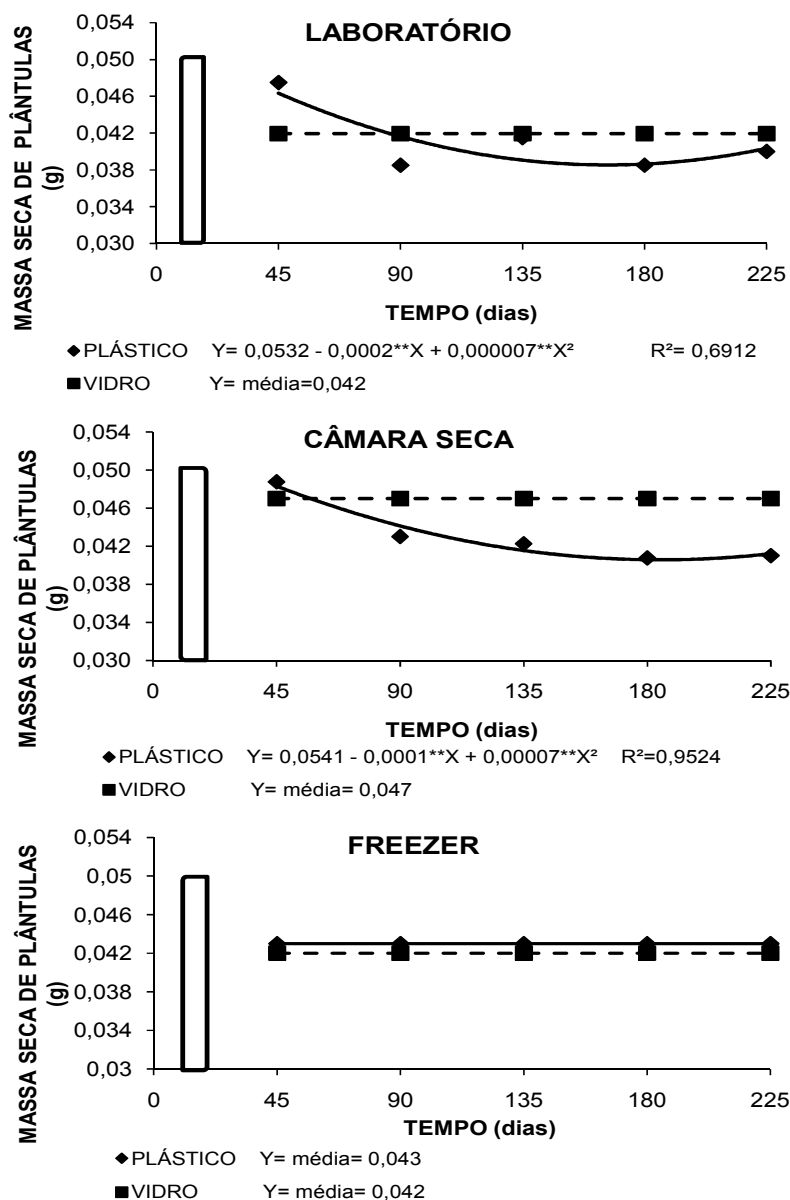 LABORATÓRIO
MASSA SECA DE PLÂNTULAS
(g)
0,054
0,050
0,046
0,042
0,038
0,034
0,030
0 45 90 135 180 225
TEMPO (dias)
PLÁSTICO Y= 0,0532 - 0,0002**X + 0,000007**X² R²= 0,6912
VIDRO Y= média=0,042
CÂMARA SECA
MASSA SECA DE PLÂNTULAS
(g)
0,054
0,050
0,046
0,042
0,038
0,034
0,030
0 45 90 135 180 225
TEMPO (dias)
PLÁSTICO Y= 0,0541 - 0,0001**X + 0,00007**X² R²=0,9524
VIDRO Y= média= 0,047
FREEZER
MASSA SECA DE PLÂNTULAS
(g)
0,054
0,05
0,046
0,042
0,038
0,034
0,03
0 45 90 135 180 225
TEMPO (dias)
PLÁSTICO Y= média= 0,043
VIDRO Y= média= 0,042